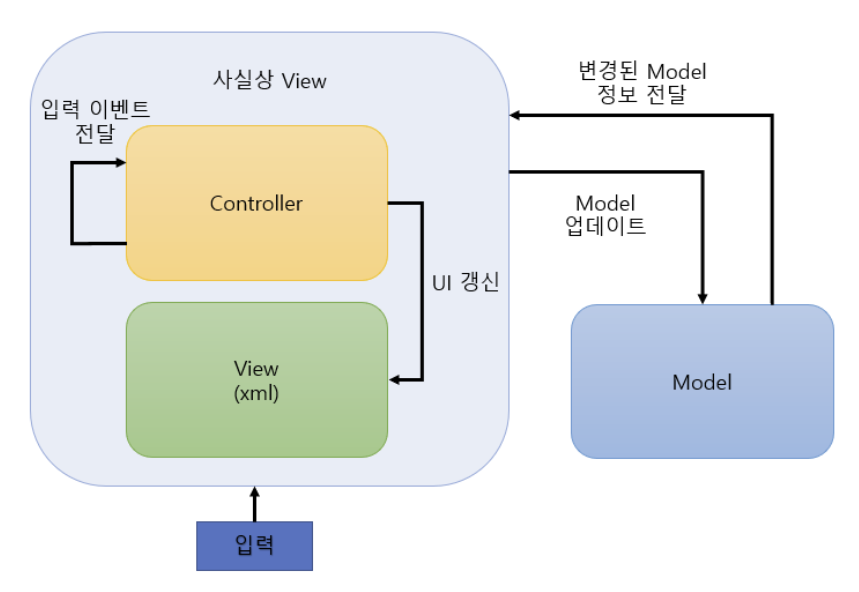 사실상 View
입력 이벤트
전달
Controller
UI 갱신
View
(xml)
입력
변경된 Model
정보 전달
Model
업데이트
Model